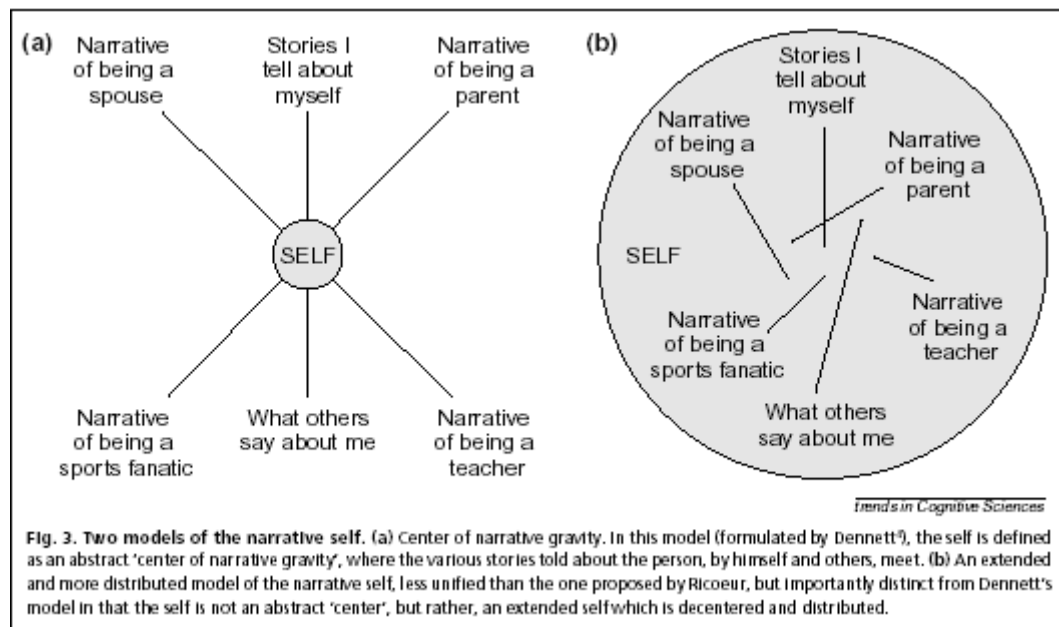 (a)
Narrative
of being a
spouse
Stories I
tell about
myself
Narrative
of being a
parent
SELF
Narrative
of being a
sports fanatic
What others
say about me
Narrative
of being a
teacher
(b)
Stories I
tell about
myself
Narrative
of being a
spouse
Narrative
of being a
parent
SELF
Narrative
of being a
sports fanatic
Narrative
of being a
teacher
What others
say about me
trends in Cognitive Sciences
Fig. 3. Two models of the narrative self. (a) Center of narrative gravity. In this model (formulated by Dennett⁹), the self is defined
as an abstract 'center of narrative gravity', where the various stories told about the person, by himself and others, meet. (b) An extended
and more distributed model of the narrative self, less unified than the one proposed by Ricoeur, but importantly distinct from Dennett's
model in that the self is not an abstract 'center', but rather, an extended self which is decentered and distributed.